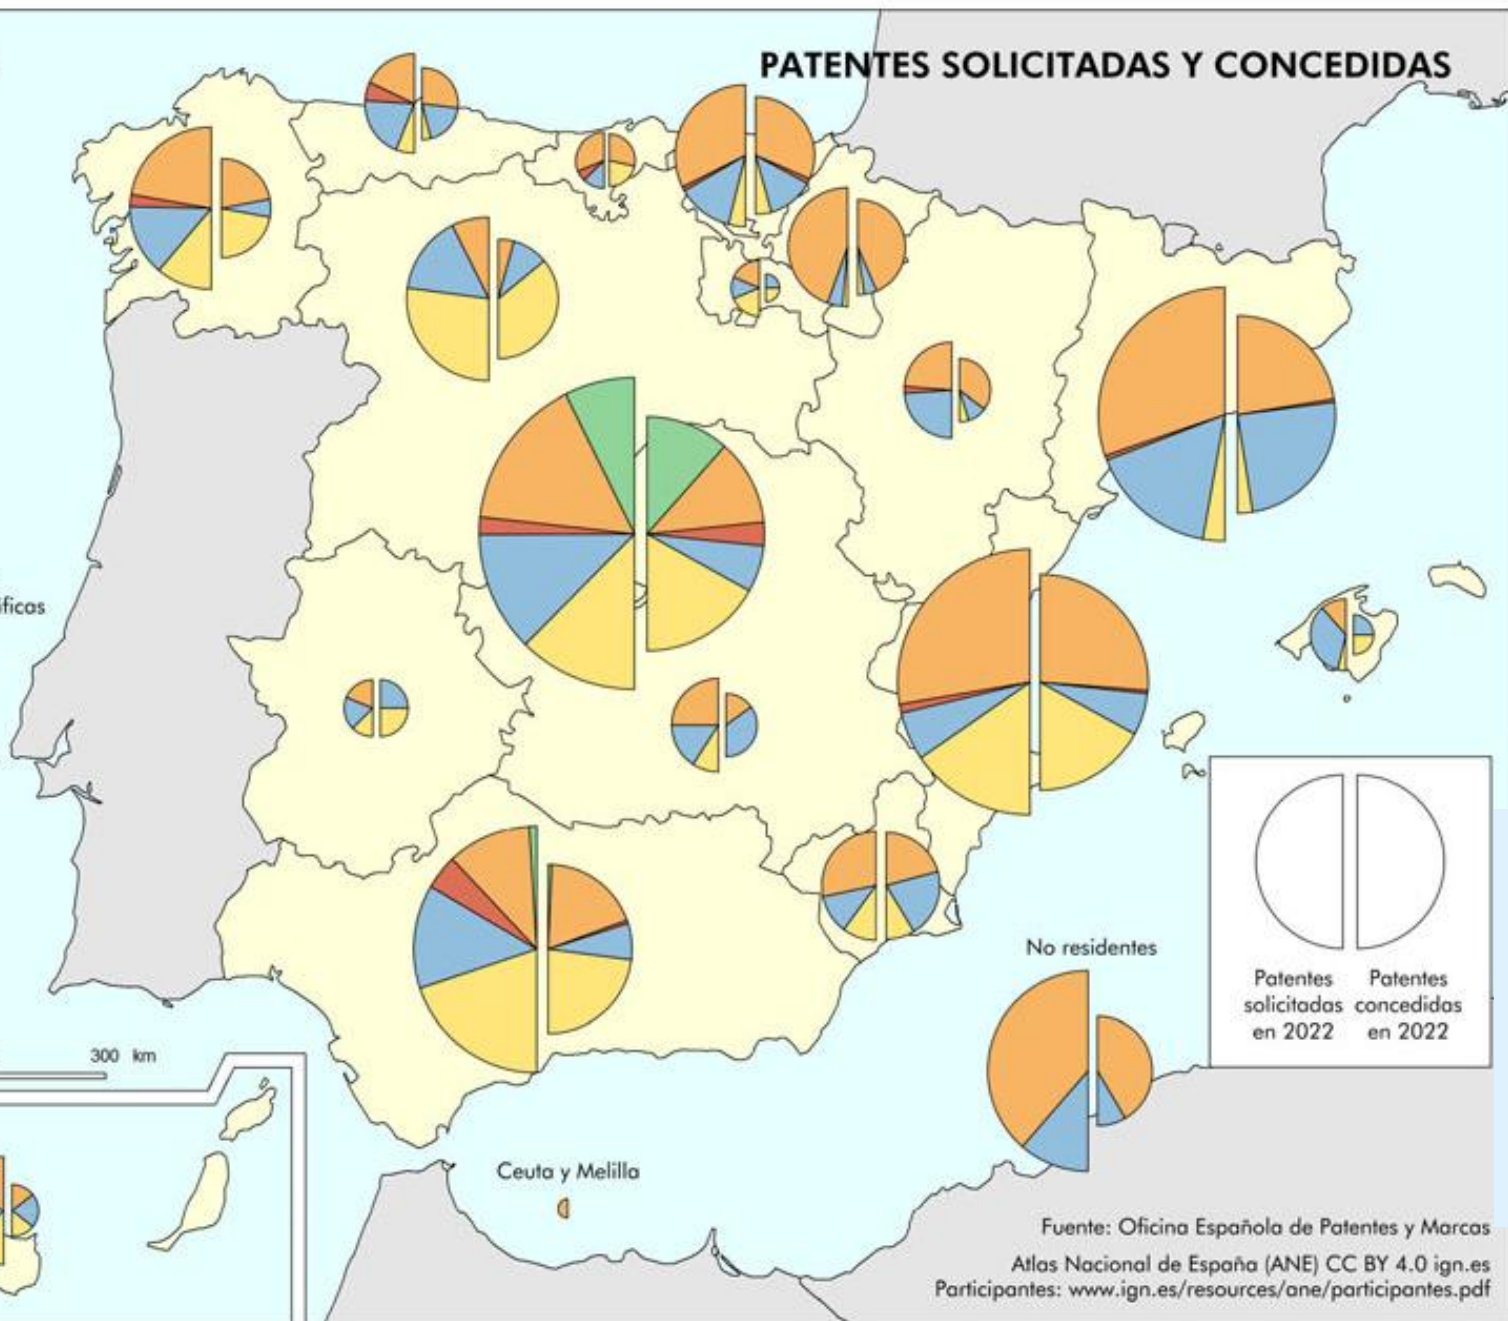 PATENTES SOLICITADAS Y CONCEDIDAS
No residentes
Patentes
solicitadas
en 2022
Patentes
concedidas
en 2022
300 km
Ceuta y Melilla
Fuente: Oficina Española de Patentes y Marcas
Atlas Nacional de España (ANE) CC BY 4.0 ign.es
Participantes: www.ign.es/resources/ane/participantes.pdf